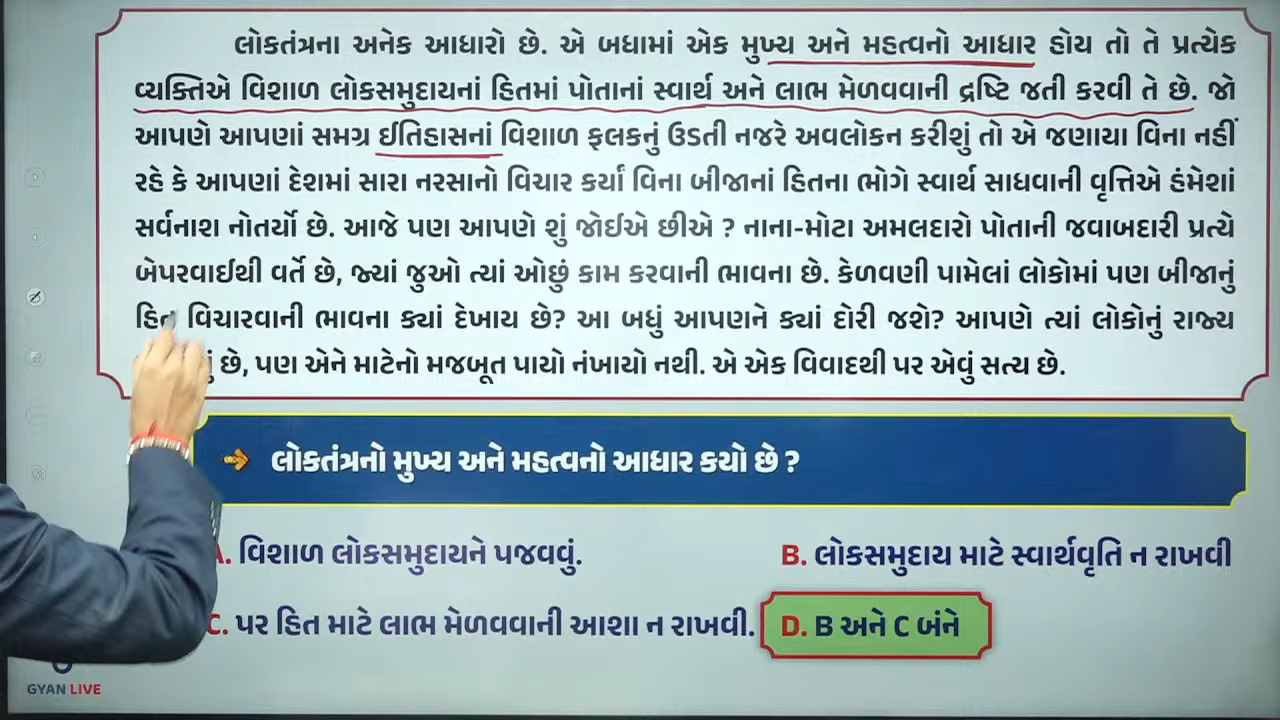 લોકતંત્રના અનેક આધારો છે. એ બધામાં એક મુખ્ય અને મહત્વનો આધાર હોય તો તે પ્રત્યેક
વ્યક્તિએ વિશાળ લોકસમુદાયનાં હિતમાં પોતાનાં સ્વાર્થ અને લાભ મેળવવાની દ્રષ્ટિ જતી કરવી તે છે. જો
આપણે આપણાં સમગ્ર ઈતિહાસનાં વિશાળ ફલકનું ઉડતી નજરે અવલોકન કરીશું તો એ જણાયા વિના નહીં
રહે કે આપણાં દેશમાં સારા નરસાનો વિચાર કર્યાં વિના બીજાનાં હિતના ભોગે સ્વાર્થ સાધવાની વૃત્તિએ હંમેશાં
સર્વનાશ નોતર્યો છે. આજે પણ આપણે શું જોઈએ છીએ ? નાના-મોટા અમલદારો પોતાની જવાબદારી પ્રત્યે
બેપરવાઈથી વર્તે છે, જ્યાં જુઓ ત્યાં ઓછું કામ કરવાની ભાવના છે. કેળવણી પામેલાં લોકોમાં પણ બીજાનું
હિત વિચારવાની ભાવના ક્યાં દેખાય છે? આ બધું આપણને ક્યાં દોરી જશે? આપણે ત્યાં લોકોનું રાજ્ય
છે, પણ એને માટેનો મજબૂત પાયો નંખાયો નથી. એ એક વિવાદથી પર એવું સત્ય છે.
લોકતંત્રનો મુખ્ય અને મહત્વનો આધાર કયો છે ?
A. વિશાળ લોકસમુદાયને પજવવું.
B. લોકસમુદાય માટે સ્વાર્થવૃતિ ન રાખવી
C. પર હિત માટે લાભ મેળવવાની આશા ન રાખવી.
D. B અને C બંને
GYAN LIVE